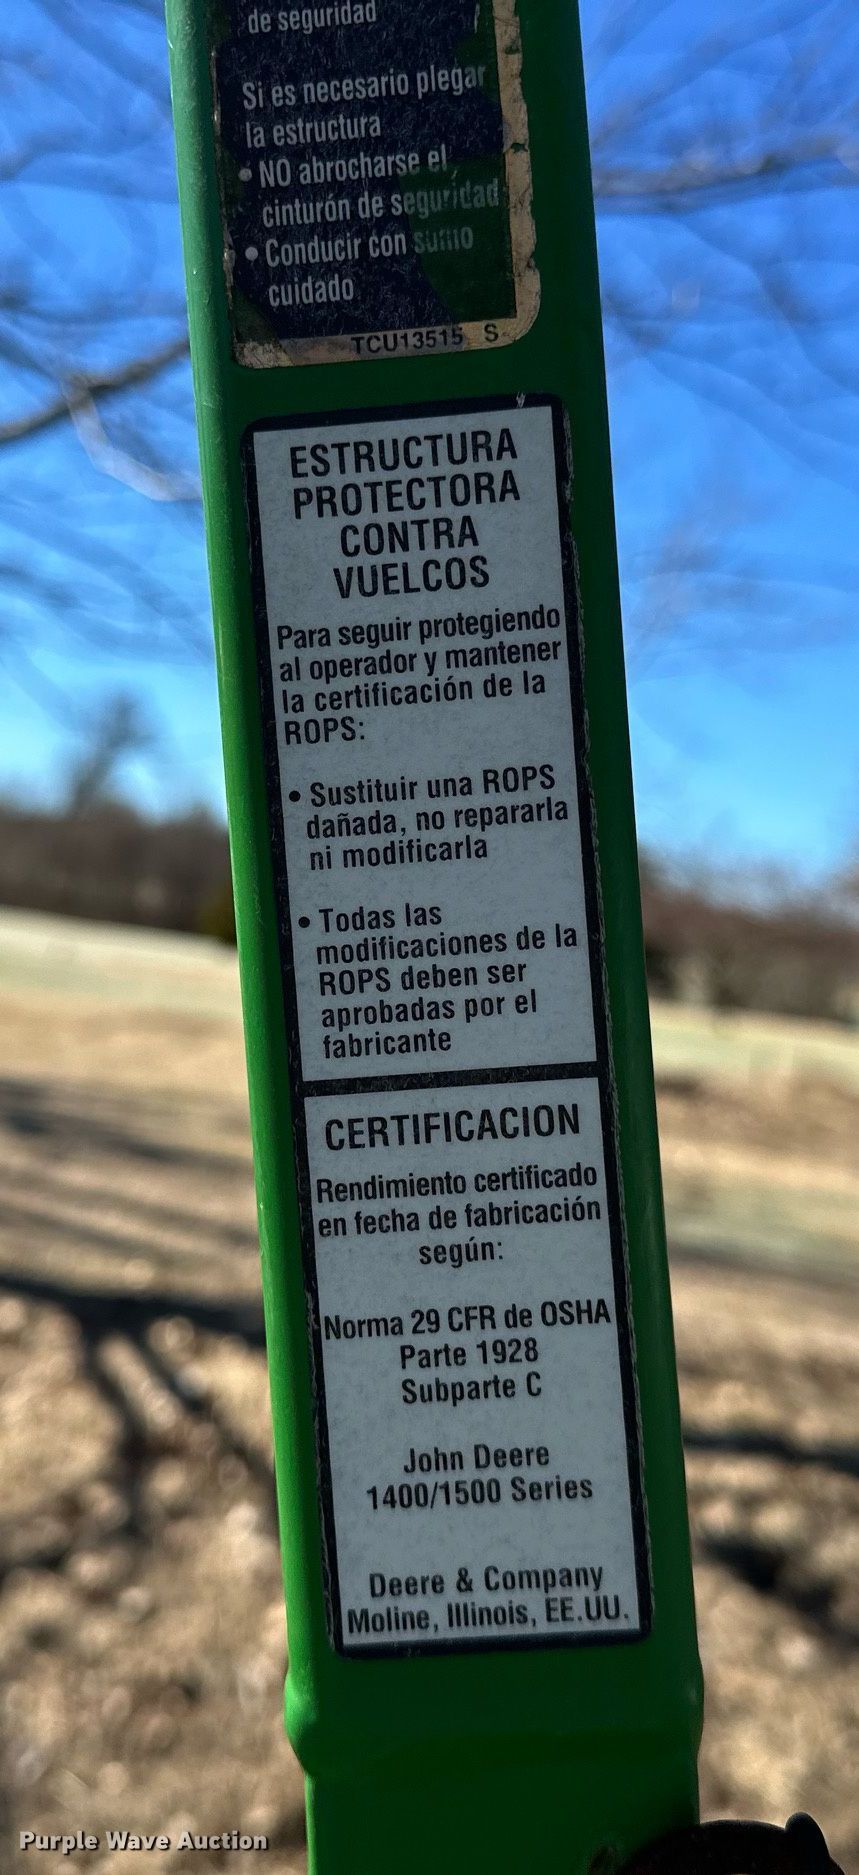 de seguridad
Si es necesario plegar
la estructura
• NO abrocharse el
cinturón de seguridad
• Conducir con sumo
cuidado
TCU13515 S
ESTRUCTURA
PROTECTORA
CONTRA
VUELCOS
Para seguir protegiendo
al operador y mantener
la certificación de la
ROPS:
• Sustituir una ROPS
dañada, no repararla
ni modificarla
• Todas las
modificaciones de la
ROPS deben ser
aprobadas por el
fabricante
CERTIFICACION
Rendimiento certificado
en fecha de fabricación
según:
Norma 29 CFR de OSHA
Parte 1928
Subparte C
John Deere
1400/1500 Series
Deere & Company
Moline, Illinois, EE.UU.
Purple Wave Auction